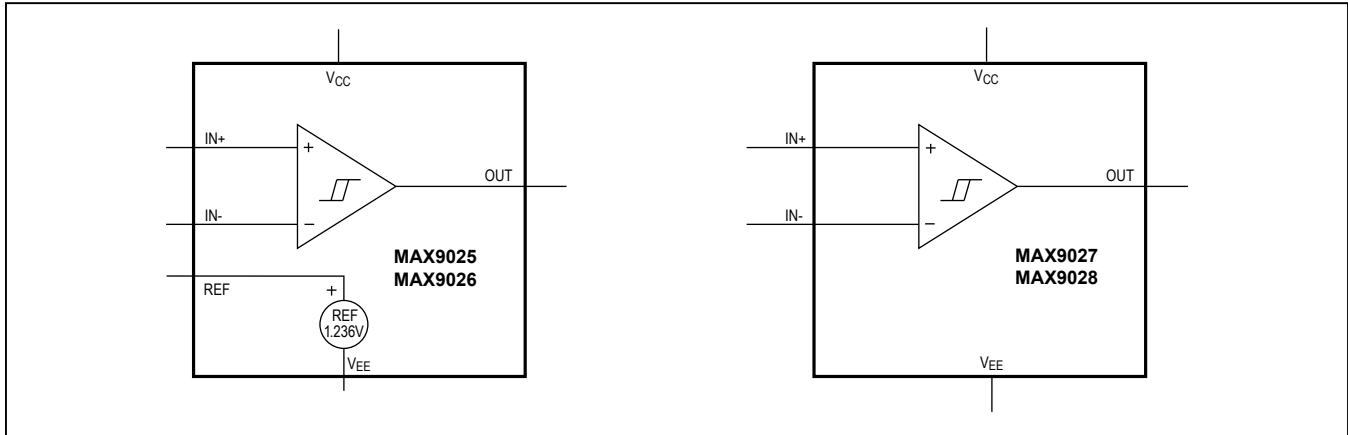 VCC
IN+
+
OUT
IN-
−
MAX9025
MAX9026
REF
+
REF
1.236V
VEE
VCC
IN+
+
OUT
IN-
−
MAX9027
MAX9028
VEE